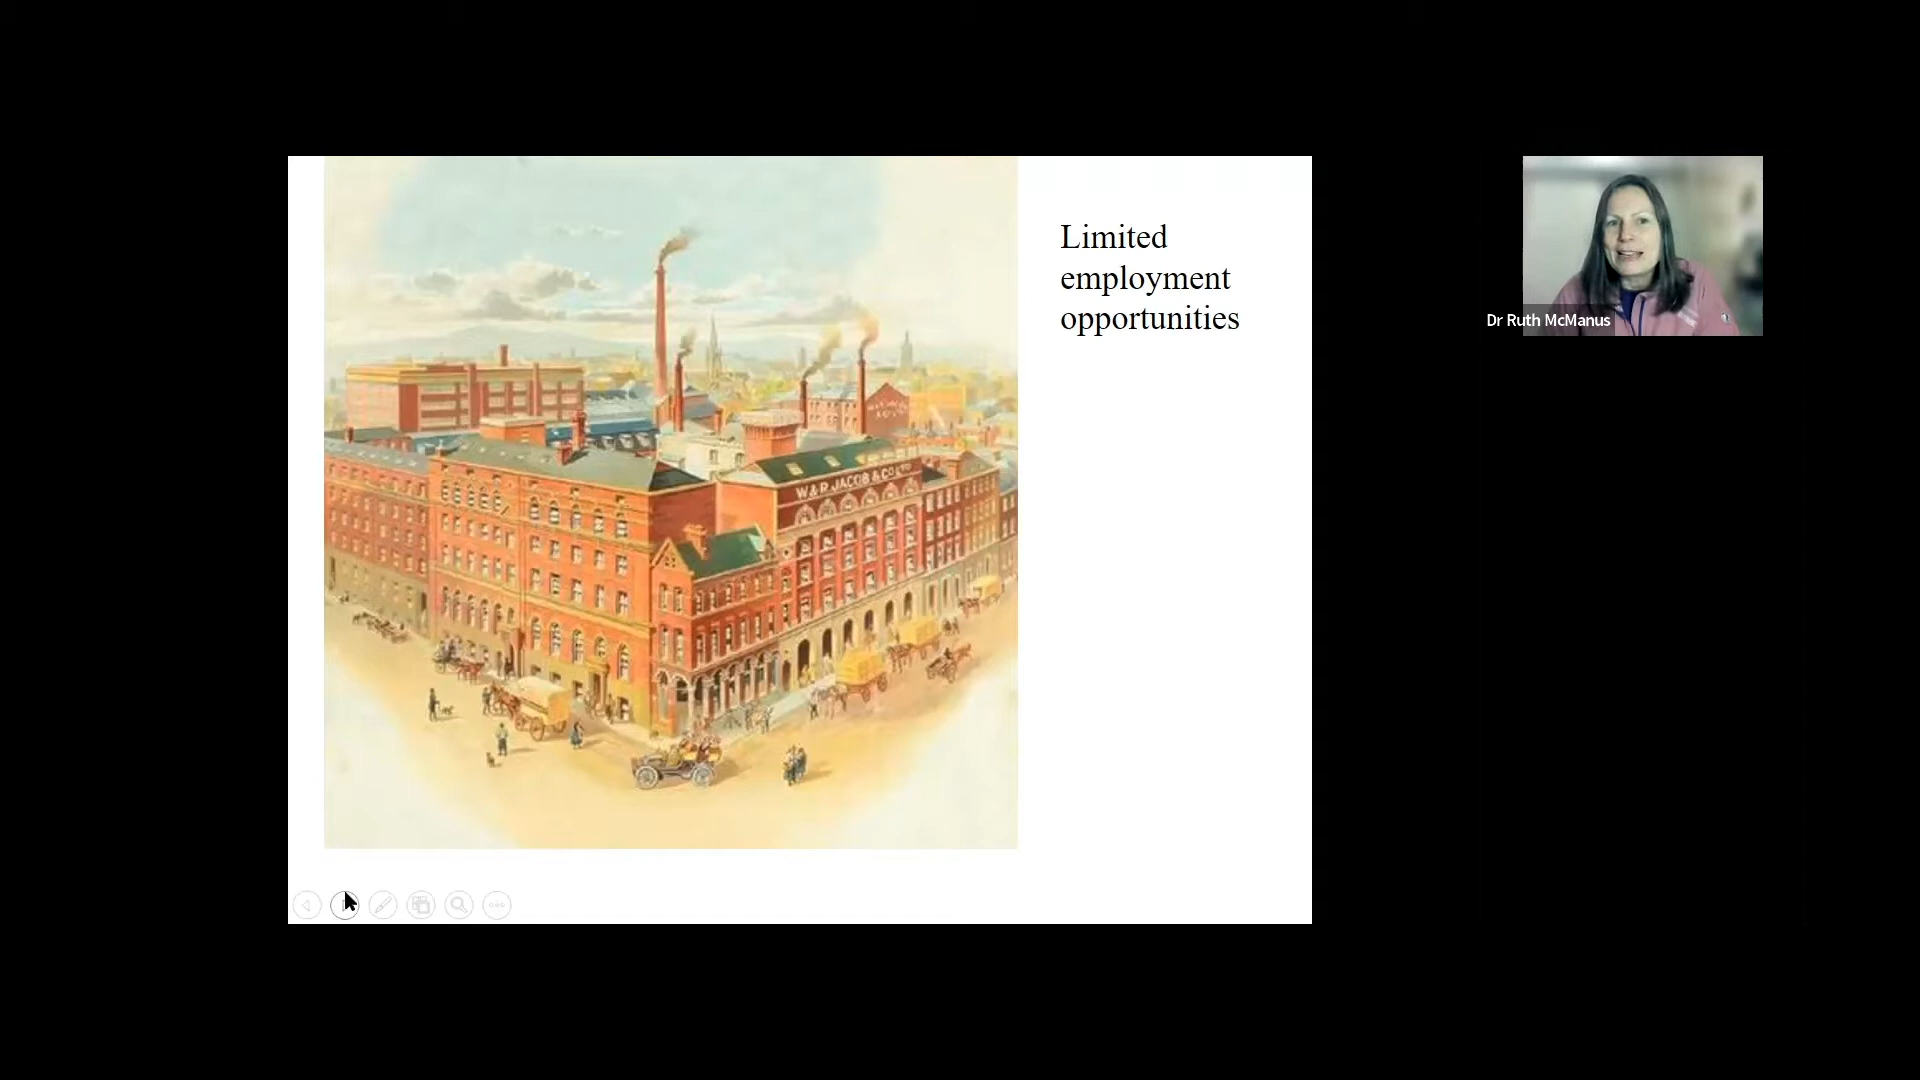 Limited
employment
opportunities
W & R JACOB & CO LTD
Dr Ruth McManus